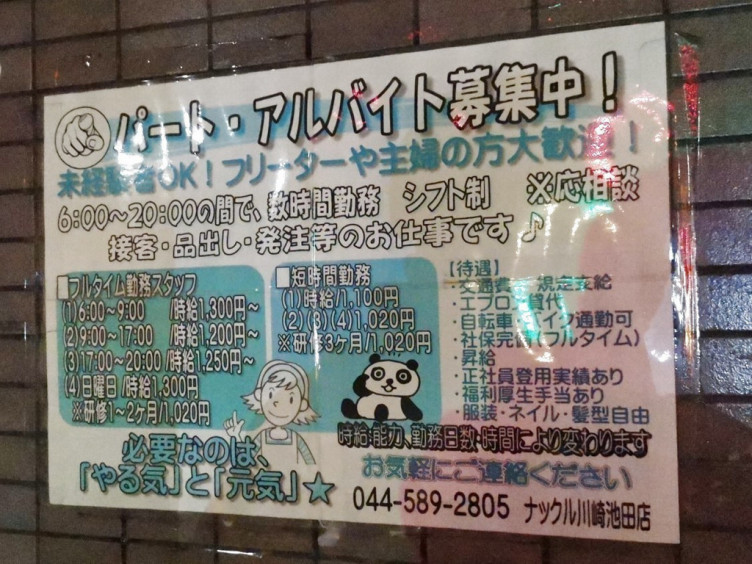 パート・アルバイト募集中!
未経験者OK!フリーターや主婦の方大歓迎!
6:00〜20:00の間で、数時間勤務 シフト制 ※応相談
接客・品出し・発注等のお仕事です♪
■フルタイム勤務スタッフ
(1)6:00〜9:00 /時給1,300円〜
(2)9:00〜17:00 /時給1,200円〜
(3)17:00〜20:00 /時給1,250円〜
(4)日曜日/時給1,300円
※研修1〜2ケ月/1,020円
■短時間勤務
(1)時給/1,100円
(2)(3)(4)1,020円
※研修3ケ月/1,020円
【待遇】
・交通費 規定支給
・エプロン貸代
・自転車・バイク通勤可
・社保完備(フルタイム)
・昇給
・正社員登用実績あり
・福利厚生手当あり
・服装・ネイル・髪型自由
時給・能力、勤務日数・時間により変わります
必要なのは、
「やる気」と「元気」★
お気軽にご連絡ください
044-589-2805 ナックル川崎池田店